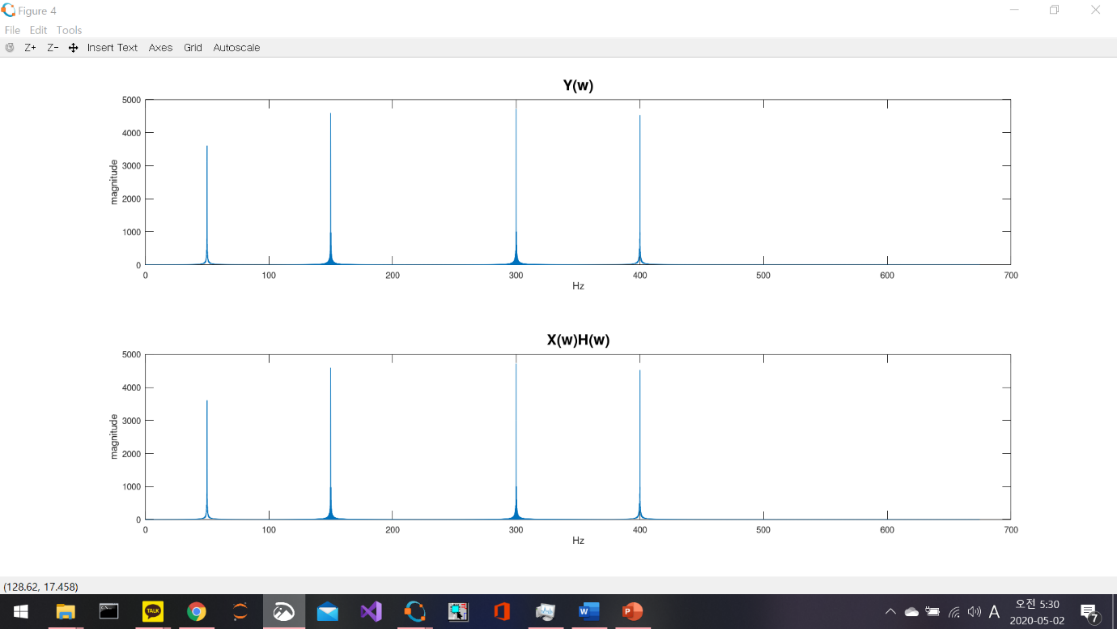 Figure 4
File Edit Tools
Z+ Z- Insert Text Axes Grid Autoscale
Y(w)
5000
4000
3000
2000
1000
0
magnitude
0 100 200 300 400 500 600 700
Hz
X(w)H(w)
5000
4000
3000
2000
1000
0
magnitude
0 100 200 300 400 500 600 700
Hz
(128.62, 17.458)
TALK
W
P
A
오전 5:30
2020-05-02
7